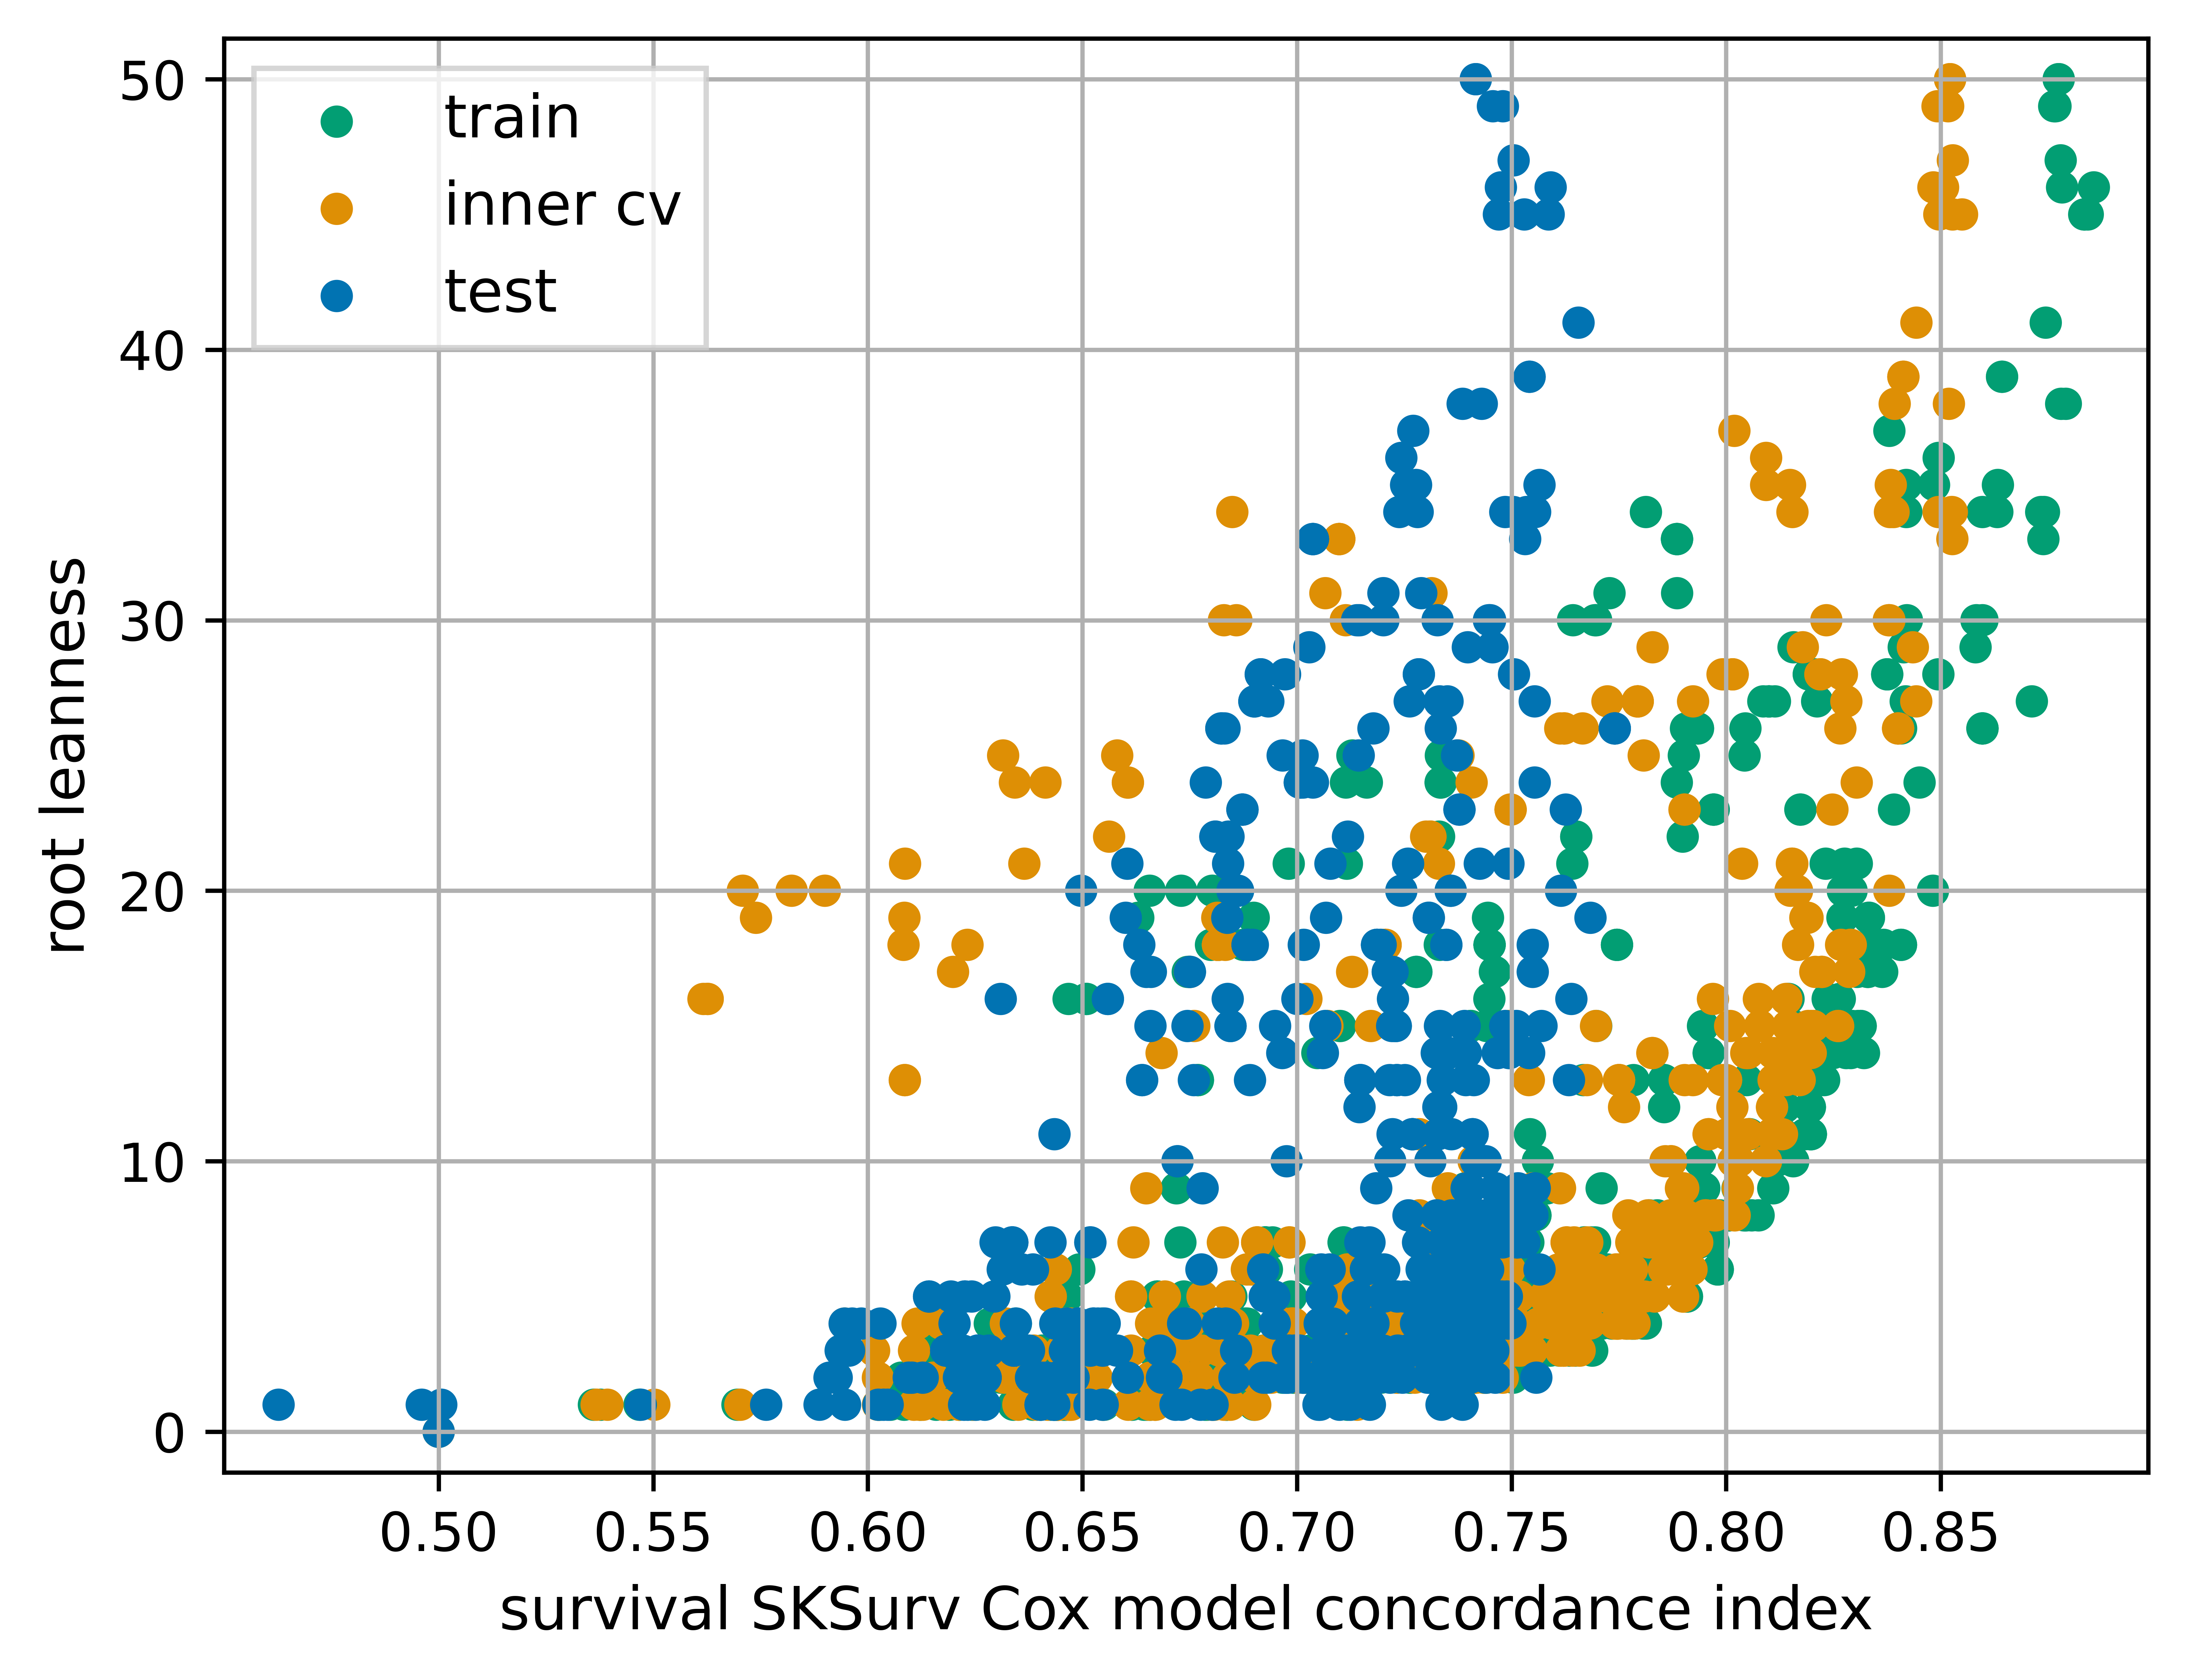 50
40
30
20
10
0
root leanness
train
inner cv
test
0.50 0.55 0.60 0.65 0.70 0.75 0.80 0.85
survival SKSurv Cox model concordance index